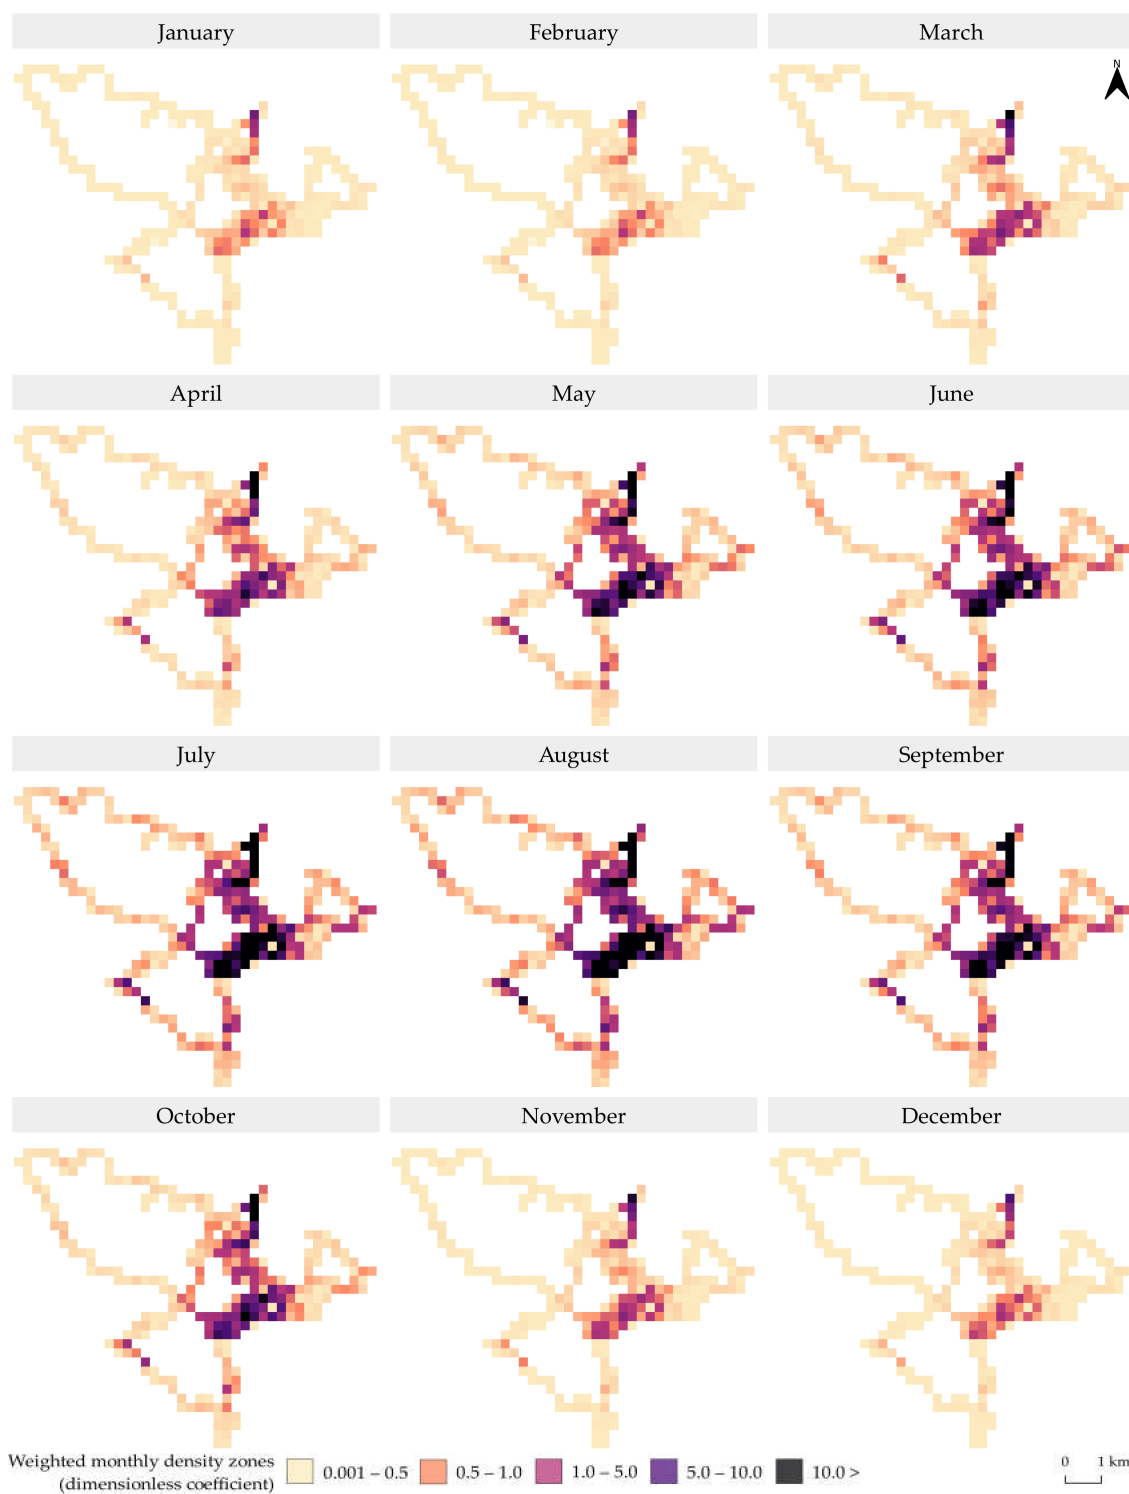 January
February
March
N
April
May
June
July
August
September
October
November
December
Weighted monthly density zones
(dimensionless coefficient)
0.001 – 0.5
0.5 – 1.0
1.0 – 5.0
5.0 – 10.0
10.0 >
0 1 km